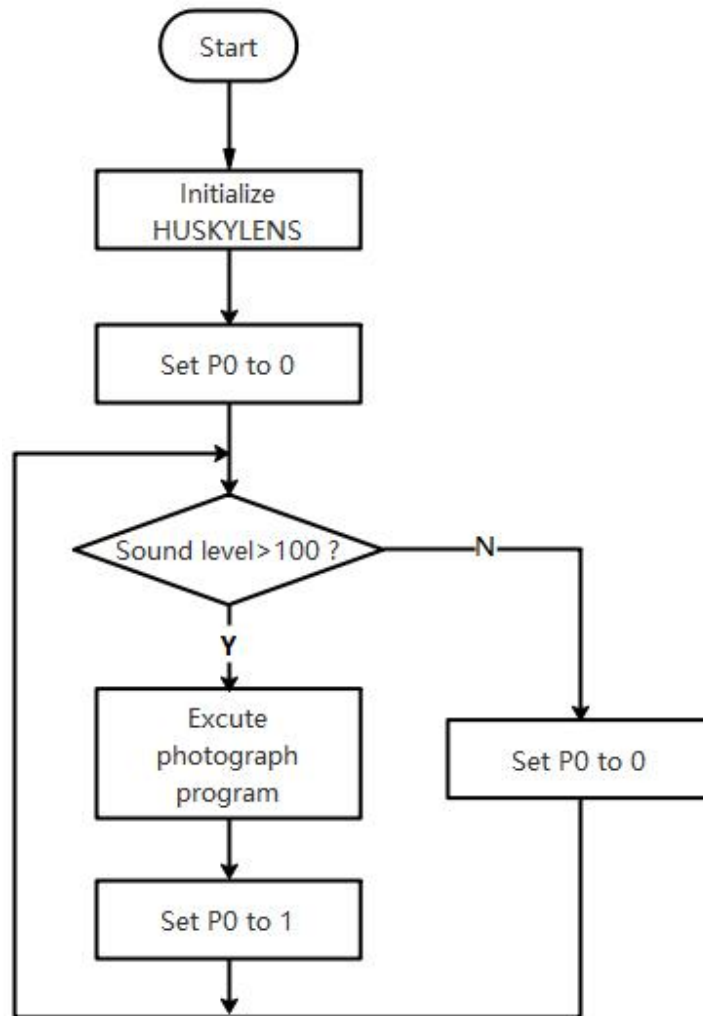 Start
Initialize
HUSKYLENS
Set P0 to 0
Sound level>100 ?
N
Y
Excute
photograph
program
Set P0 to 0
Set P0 to 1